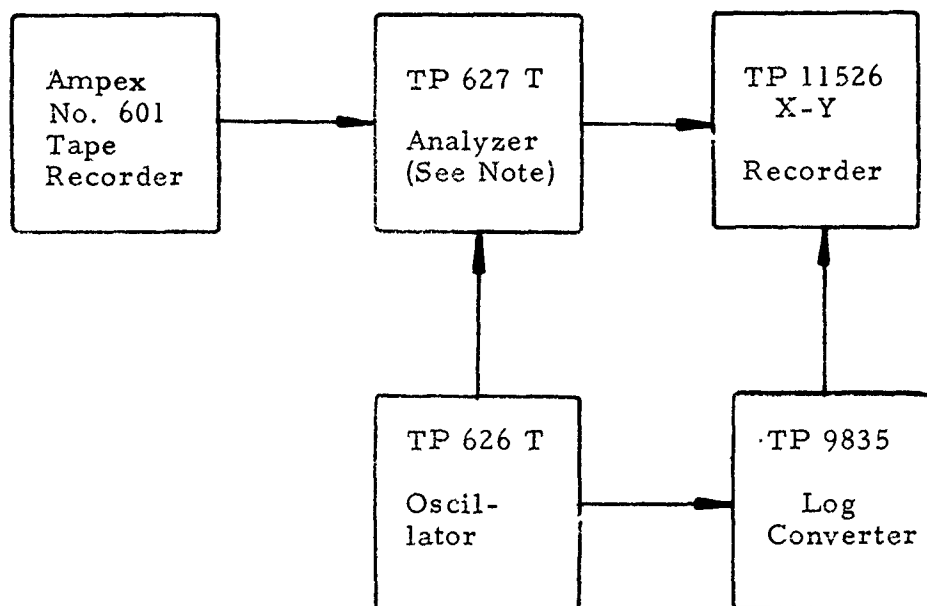 Ampex
No. 601
Tape
Recorder
TP 627 T
Analyzer
(See Note)
TP 11526
X-Y
Recorder
TP 626 T
Oscil-
lator
TP 9835
Log
Converter